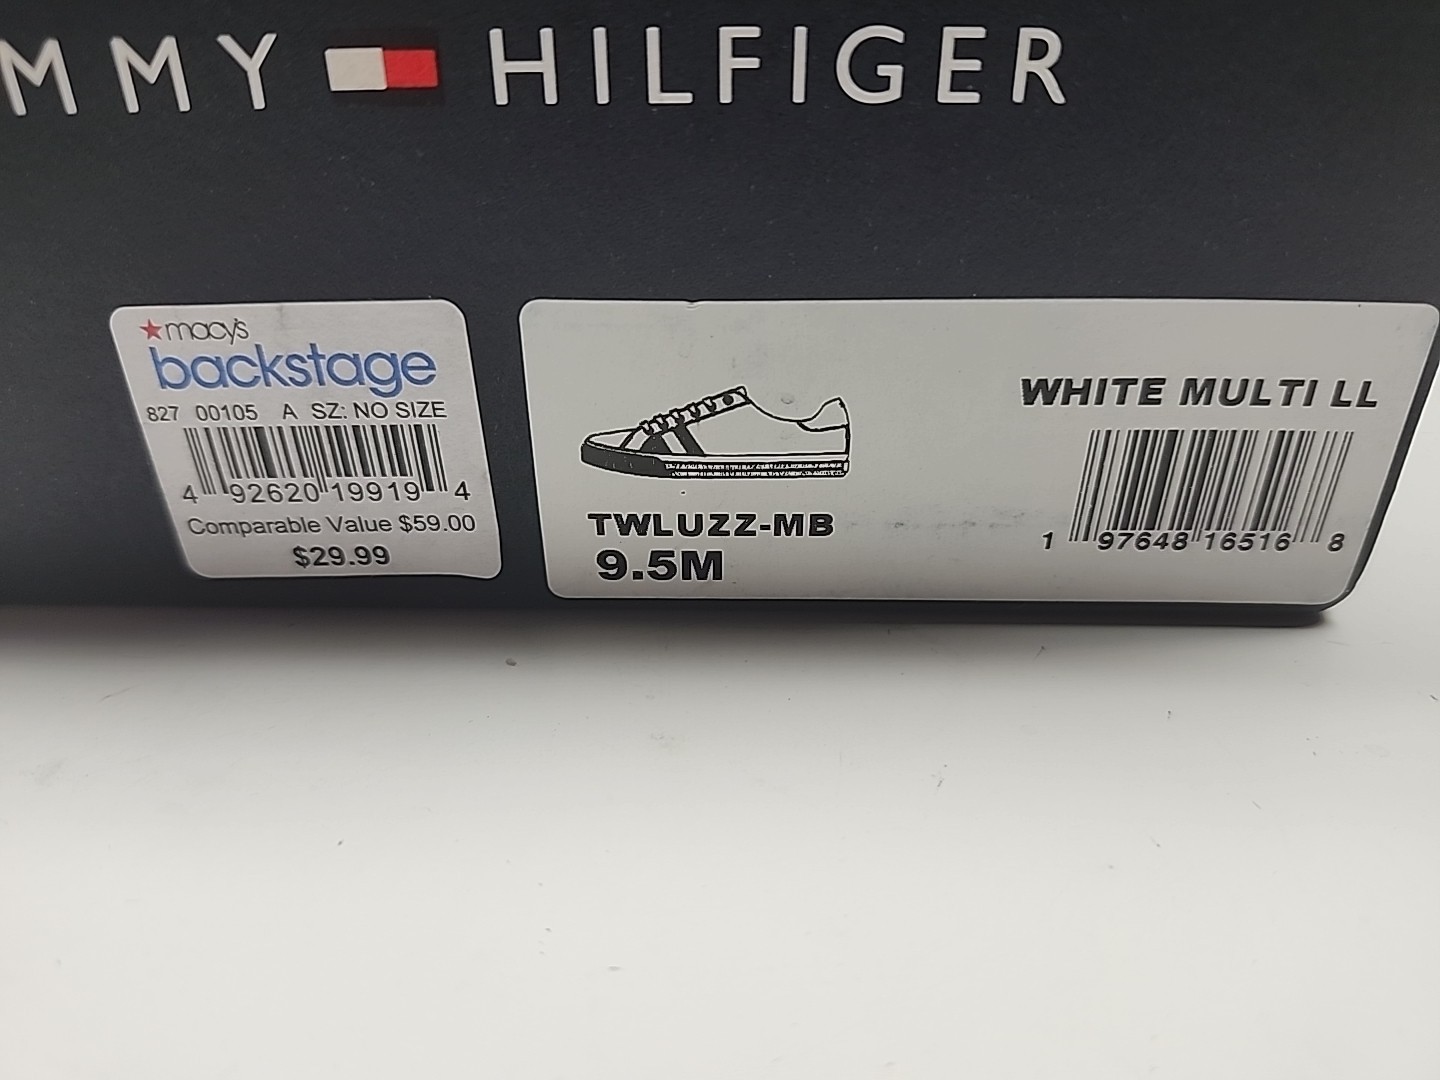 MMY HILFIGER
macy's
backstage
827 00105 A SZ: NO SIZE
4 92620 19919 4
Comparable Value $59.00
$29.99
WHITE MULTI LL
1 97648 16516 8
TWLUZZ-MB
9.5M